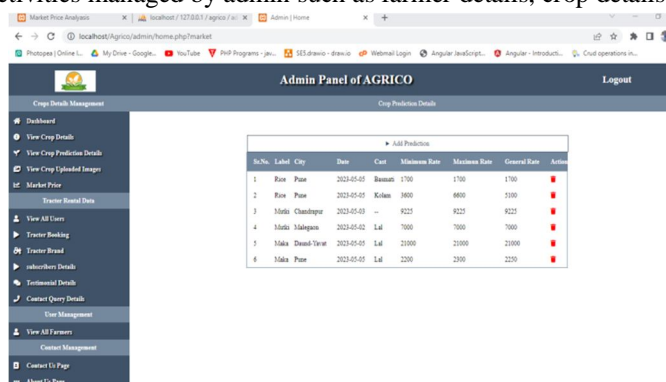 ctivities managed by admin such as farmer details, crop details
Market Price Analysis
localhost / 127.0.0.1 / agrico /
Admin | Home
localhost/Agrico/admin/home.php?market
Photopea | Online I... My Drive - Google... YouTube PHP Programs - jav... SES.drawio - draw.io Webmail Login Angular JavaScript... Angular - Introducti... Crud operations in...
Admin Panel of AGRICO Logout
Crops Details Management Crop Prediction Details
Dashboard
View Crop Details
View Crop Prediction Details
View Crop Uploaded Images
Market Price
Tractor Rental Data
View All Users
Tractor Booking
Tractor Brand
subscribers Details
Testimonial Details
Contact Query Details
User Management
View All Farmers
Contact Management
Contact Us Page
About Us Page
Add Prediction
Sr.No. Label City Date Cast Minimum Rate Maximum Rate General Rate Action
1 Rice Pune 2023-05-05 Basmati 1700 1700 1700
2 Rice Pune 2023-05-05 Kolam 3600 6600 5100
3 Matki Chandrapur 2023-05-03 -- 9225 9225 9225
4 Matki Malegaon 2023-05-02 Lal 7000 7000 7000
5 Maka Daund-Yavat 2023-05-05 Lal 21000 21000 21000
6 Maka Pune 2023-05-05 Lal 2200 2300 2250